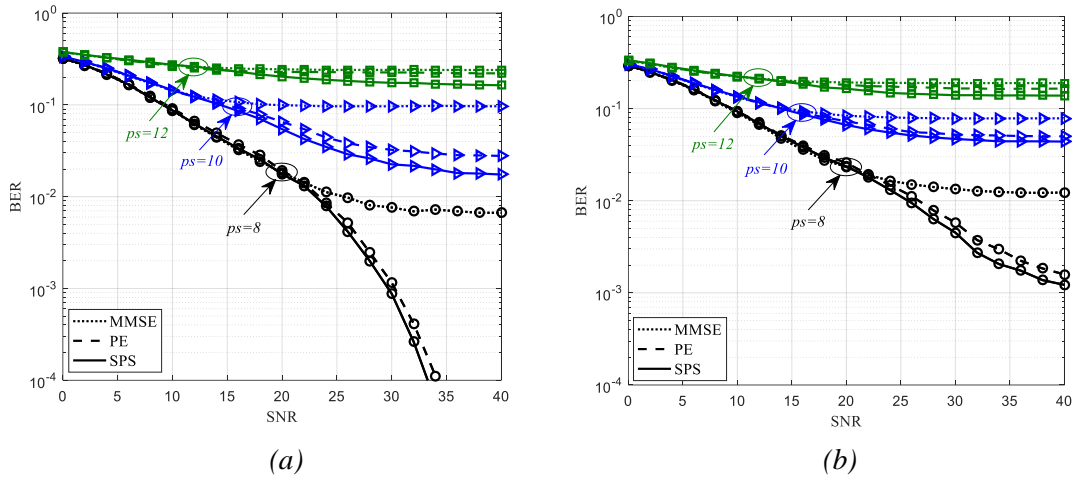 10^0
10^-1
10^-2
10^-3
10^-4
BER
0 5 10 15 20 25 30 35 40
SNR
ps=12
ps=10
ps=8
MMSE
PE
SPS
(a)
10^0
10^-1
10^-2
10^-3
10^-4
BER
0 5 10 15 20 25 30 35 40
SNR
ps=12
ps=10
ps=8
MMSE
PE
SPS
(b)